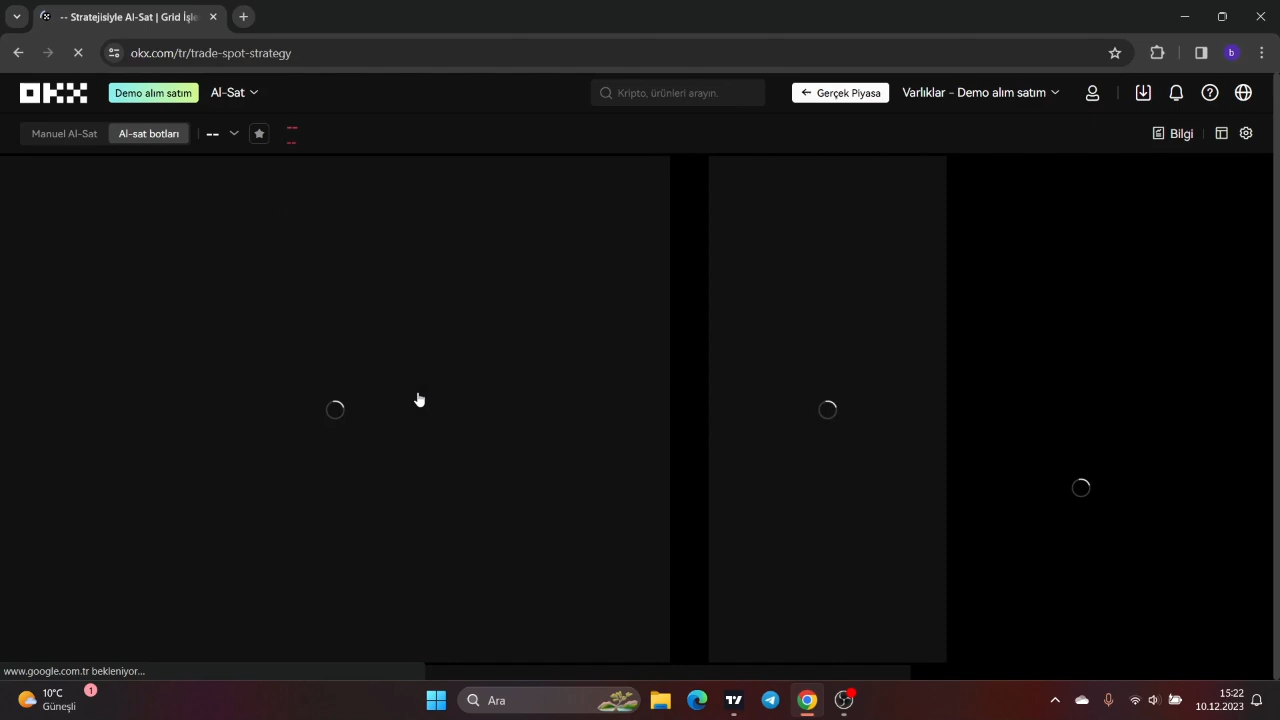 -- Stratejisiyle Al-Sat | Grid İşle
okx.com/tr/trade-spot-strategy
OKX
Demo alım satım
Al-Sat
Kripto, ürünleri arayın.
Gerçek Piyasa
Varlıklar - Demo alım satım
Manuel Al-Sat
Al-sat botları
--
--
--
Bilgi
www.google.com.tr bekleniyor...
10°C
Güneşli
1
Ara
15:22
10.12.2023